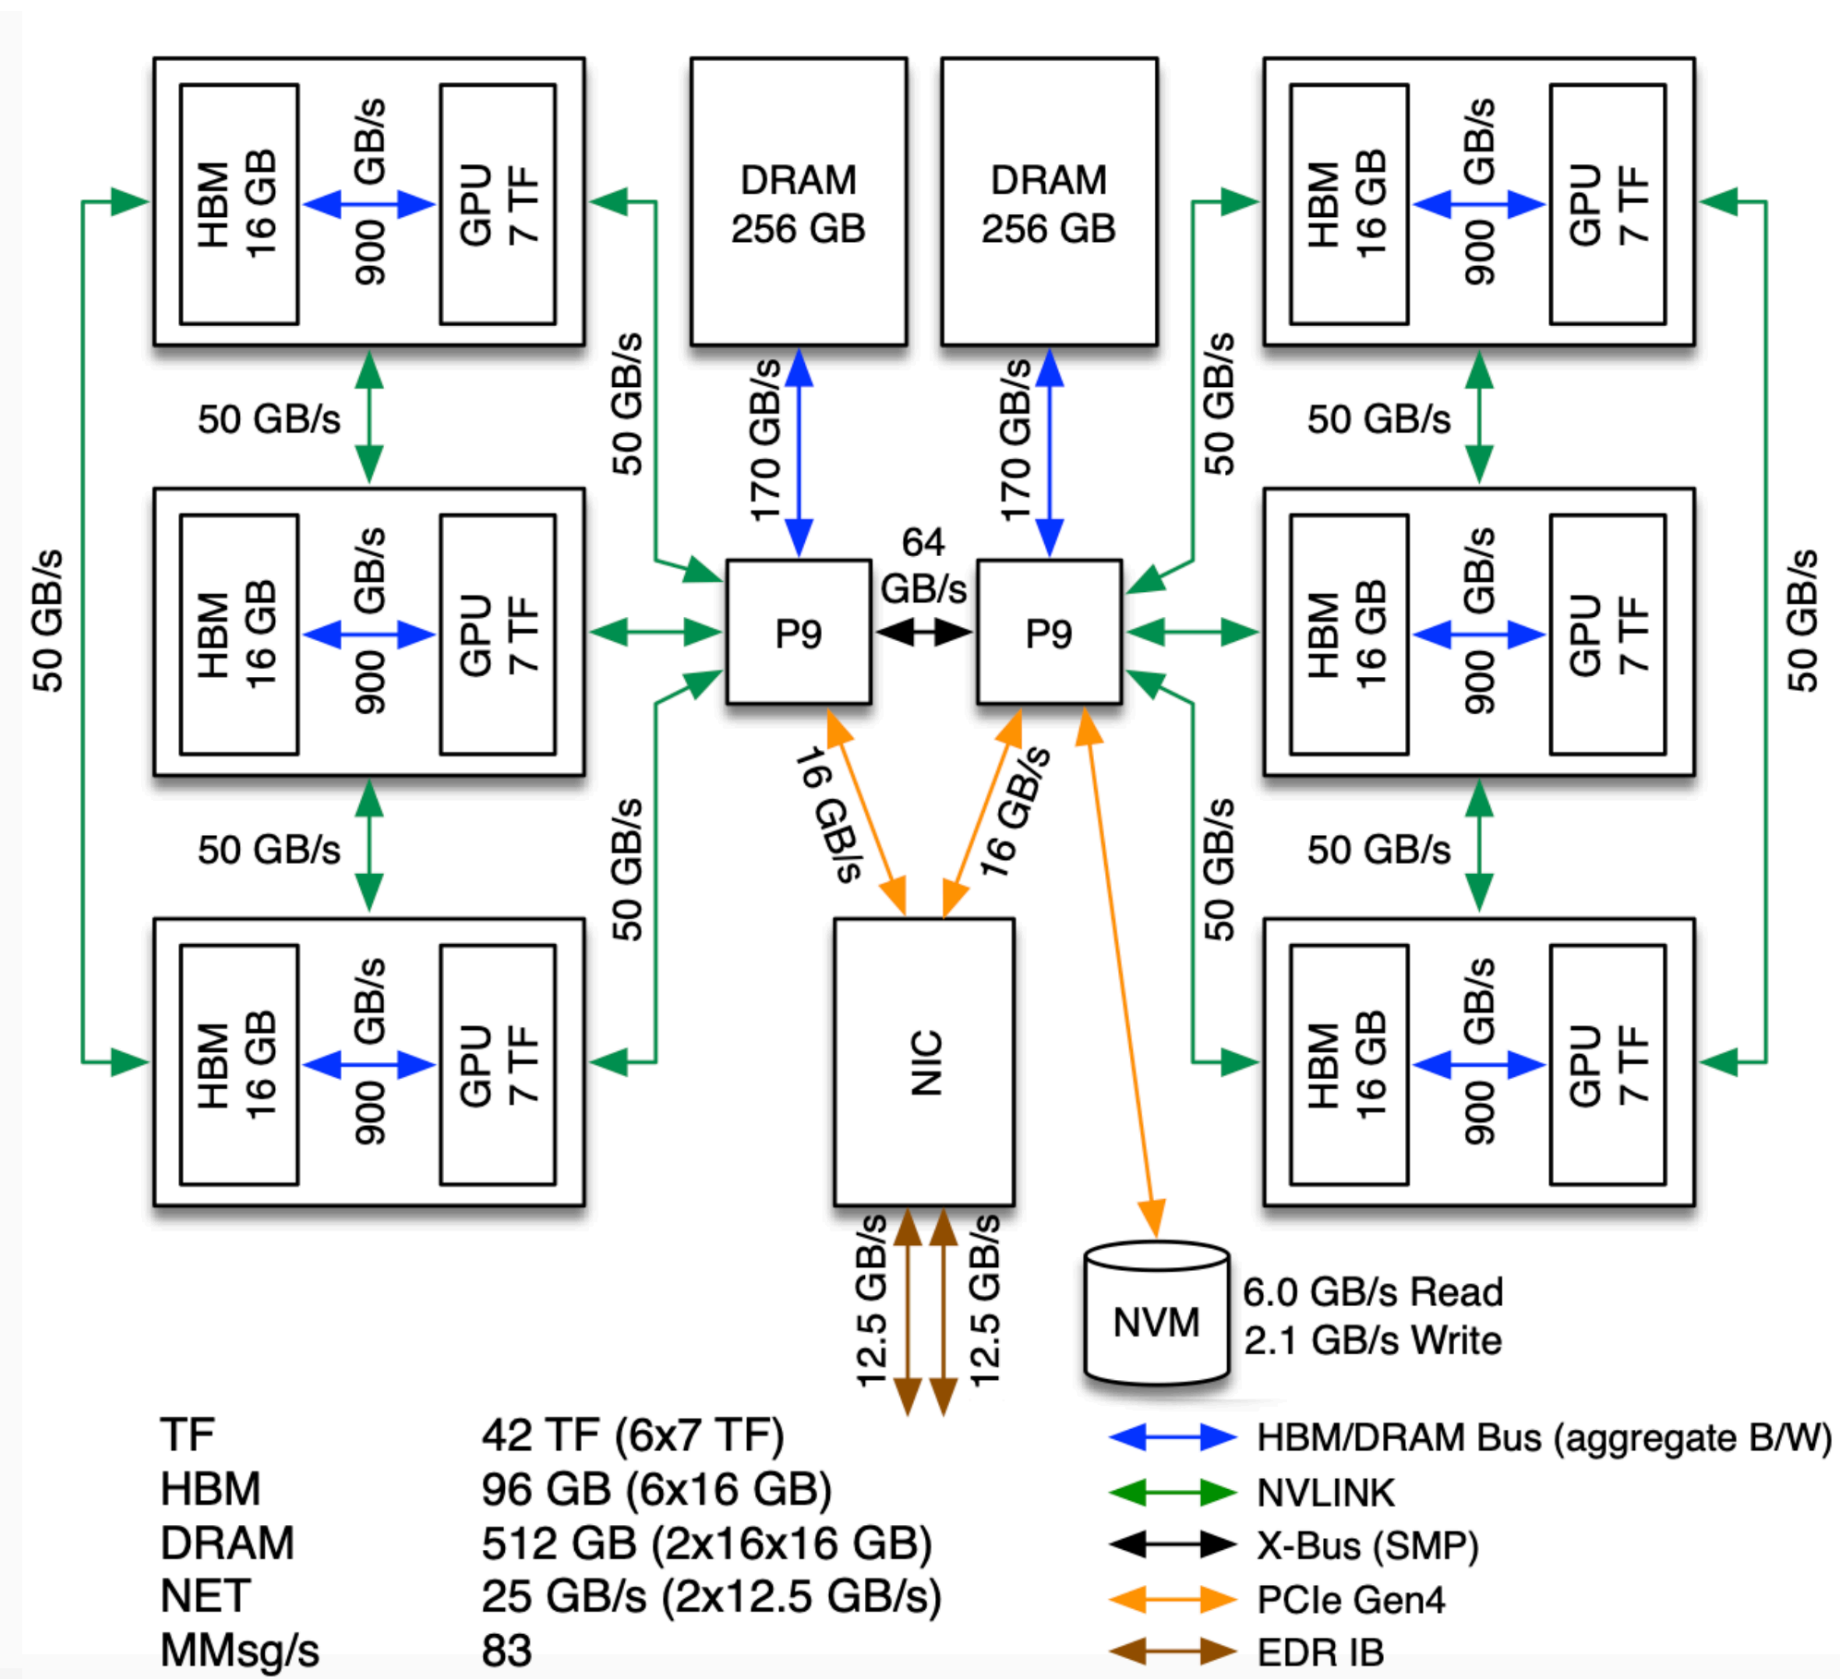 HBM
16 GB
900 GB/s
GPU
7 TF
DRAM
256 GB
DRAM
256 GB
HBM
16 GB
900 GB/s
GPU
7 TF
50 GB/s
50 GB/s
170 GB/s
170 GB/s
50 GB/s
50 GB/s
50 GB/s
HBM
16 GB
900 GB/s
GPU
7 TF
P9
64
GB/s
P9
HBM
16 GB
900 GB/s
GPU
7 TF
50 GB/s
50 GB/s
50 GB/s
16 GB/s
16 GB/s
50 GB/s
50 GB/s
HBM
16 GB
900 GB/s
GPU
7 TF
NIC
HBM
16 GB
900 GB/s
GPU
7 TF
12.5 GB/s
12.5 GB/s
NVM
6.0 GB/s Read
2.1 GB/s Write
TF 42 TF (6x7 TF)
HBM 96 GB (6x16 GB)
DRAM 512 GB (2x16x16 GB)
NET 25 GB/s (2x12.5 GB/s)
MMsg/s 83
HBM/DRAM Bus (aggregate B/W)
NVLINK
X-Bus (SMP)
PCIe Gen4
EDR IB